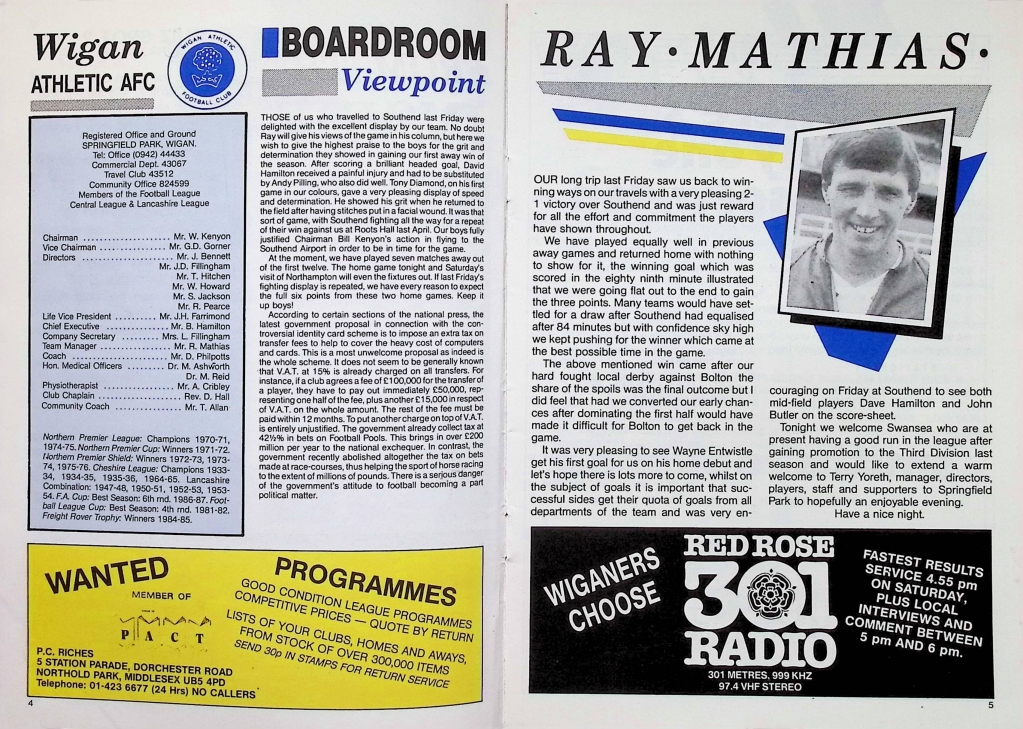 Wigan
ATHLETIC AFC
WIGAN ATHLETIC
FOOTBALL CLUB
Registered Office and Ground
SPRINGFIELD PARK, WIGAN.
Tel: Office (0942) 44433
Commercial Dept. 43067
Travel Club 43512
Community Office 824599
Members of the Football League
Central League & Lancashire League
Chairman ..................... Mr. W. Kenyon
Vice Chairman ................. Mr. G.D. Gorner
Directors ..................... Mr. J. Bennett
Mr. J.D. Fillingham
Mr. T. Hitchen
Mr. W. Howard
Mr. S. Jackson
Mr. R. Pearce
Life Vice President ........... Mr. J.H. Farrimond
Chief Executive ............... Mr. B. Hamilton
Company Secretary ........ Mrs. L. Fillingham
Team Manager ................. Mr. R. Mathias
Coach ........................ Mr. D. Philpotts
Hon. Medical Officers ..... Dr. M. Ashworth
Dr. M. Reid
Physiotherapist ................ Mr. A. Cribley
Club Chaplain .................. Rev. D. Hall
Community Coach .............. Mr. T. Allan
Northern Premier League: Champions 1970-71,
1974-75. Northern Premier Cup: Winners 1971-72.
Northern Premier Shield: Winners 1972-73, 1973-
74, 1975-76. Cheshire League: Champions 1933-
34, 1934-35, 1935-36, 1964-65. Lancashire
Combination: 1947-48, 1950-51, 1952-53, 1953-
54. F.A. Cup: Best Season: 6th rnd. 1986-87. Foot-
ball League Cup: Best Season: 4th rnd. 1981-82.
Freight Rover Trophy: Winners 1984-85.
BOARDROOM
Viewpoint
THOSE of us who travelled to Southend last Friday were
delighted with the excellent display by our team. No doubt
Ray will give his views of the game in his column, but here we
wish to give the highest praise to the boys for the grit and
determination they showed in gaining our first away win of
the season. After scoring a brilliant headed goal, David
Hamilton received a painful injury and had to be substituted
by Andy Pilling, who also did well. Tony Diamond, on his first
game in our colours, gave a very pleasing display of speed
and determination. He showed his grit when he returned to
the field after having stitches put in a facial wound. It was that
sort of game, with Southend fighting all the way for a repeat
of their win against us at Roots Hall last April. Our boys fully
justified Chairman Bill Kenyon's action in flying to the
Southend Airport in order to be in time for the game.
At the moment, we have played seven matches away out
of the first twelve. The home game tonight and Saturday's
visit of Northampton will even the fixtures out. If last Friday's
fighting display is repeated, we have every reason to expect
the full six points from these two home games. Keep it
up boys!
According to certain sections of the national press, the
latest government proposal in connection with the con-
troversial identity card scheme is to impose an extra tax on
transfer fees to help to cover the heavy cost of computers
and cards. This is a most unwelcome proposal as indeed is
the whole scheme. It does not seem to be generally known
that V.A.T. at 15% is already charged on all transfers. For
instance, if a club agrees a fee of £100,000 for the transfer of
a player, they have to pay out immediately £50,000, rep-
resenting one half of the fee, plus another £15,000 in respect
of V.A.T. on the whole amount. The rest of the fee must be
paid within 12 months. To put another charge on top of V.A.T.
is entirely unjustified. The government already collect tax at
42½% in bets on Football Pools. This brings in over £200
million per year to the national exchequer. In contrast, the
government recently abolished altogether the tax on bets
made at race-courses, thus helping the sport of horse racing
to the extent of millions of pounds. There is a serious danger
of the government's attitude to football becoming a part
political matter.
WANTED
MEMBER OF
PACT
P.C. RICHES
5 STATION PARADE, DORCHESTER ROAD
NORTHOLD PARK, MIDDLESEX UB5 4PD
Telephone: 01-423 6677 (24 Hrs) NO CALLERS
PROGRAMMES
GOOD CONDITION LEAGUE PROGRAMMES
COMPETITIVE PRICES — QUOTE BY RETURN
LISTS OF YOUR CLUBS, HOMES AND AWAYS,
FROM STOCK OF OVER 300,000 ITEMS
SEND 30p IN STAMPS FOR RETURN SERVICE
4
RAY·MATHIAS·
OUR long trip last Friday saw us back to win-
ning ways on our travels with a very pleasing 2-
1 victory over Southend and was just reward
for all the effort and commitment the players
have shown throughout.
We have played equally well in previous
away games and returned home with nothing
to show for it, the winning goal which was
scored in the eighty ninth minute illustrated
that we were going flat out to the end to gain
the three points. Many teams would have set-
tled for a draw after Southend had equalised
after 84 minutes but with confidence sky high
we kept pushing for the winner which came at
the best possible time in the game.
The above mentioned win came after our
hard fought local derby against Bolton the
share of the spoils was the final outcome but I
did feel that had we converted our early chan-
ces after dominating the first half would have
made it difficult for Bolton to get back in the
game.
It was very pleasing to see Wayne Entwistle
get his first goal for us on his home debut and
let's hope there is lots more to come, whilst on
the subject of goals it is important that suc-
cessful sides get their quota of goals from all
departments of the team and was very en-
couraging on Friday at Southend to see both
mid-field players Dave Hamilton and John
Butler on the score-sheet.
Tonight we welcome Swansea who are at
present having a good run in the league after
gaining promotion to the Third Division last
season and would like to extend a warm
welcome to Terry Yoreth, manager, directors,
players, staff and supporters to Springfield
Park to hopefully an enjoyable evening.
Have a nice night.
WIGANERS
CHOOSE
RED ROSE
301
RADIO
301 METRES. 999 KHZ
97.4 VHF STEREO
FASTEST RESULTS
SERVICE 4.55 pm
ON SATURDAY,
PLUS LOCAL
INTERVIEWS AND
COMMENT BETWEEN
5 pm AND 6 pm.
5